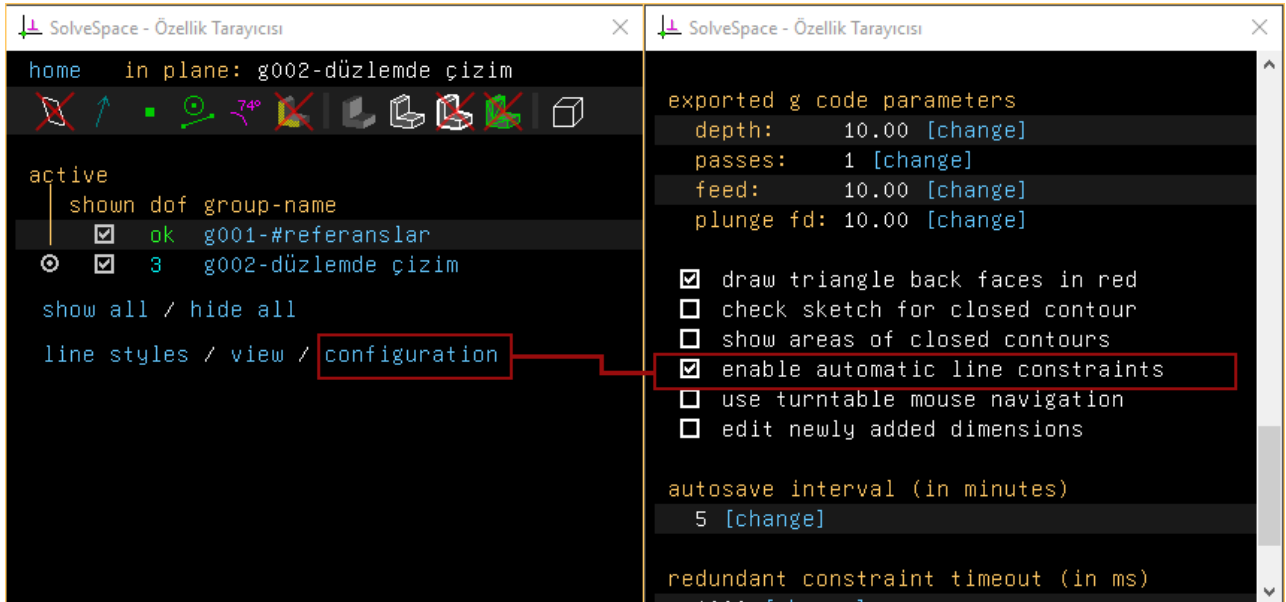 SolveSpace - Özellik Tarayıcısı
home in plane: g002-düzlemde çizim
74°
active
shown dof group-name
ok g001-#referanslar
3 g002-düzlemde çizim
show all / hide all
line styles / view / configuration
SolveSpace - Özellik Tarayıcısı
exported g code parameters
depth: 10.00 [change]
passes: 1 [change]
feed: 10.00 [change]
plunge fd: 10.00 [change]
draw triangle back faces in red
check sketch for closed contour
show areas of closed contours
enable automatic line constraints
use turntable mouse navigation
edit newly added dimensions
autosave interval (in minutes)
5 [change]
redundant constraint timeout (in ms)